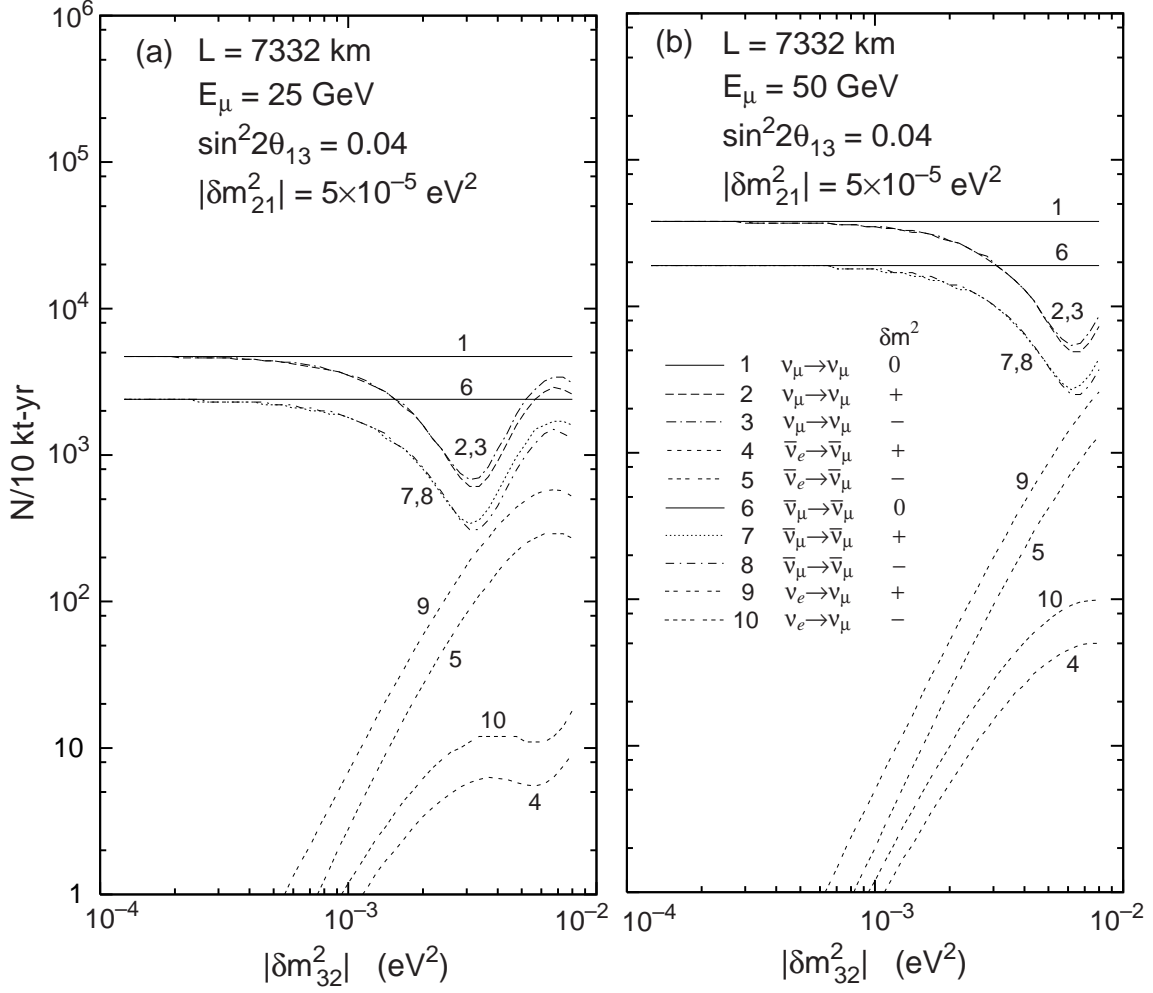 (a) L = 7332 km
E_μ = 25 GeV
sin²2θ₁₃ = 0.04
|δm²₂₁| = 5×10⁻⁵ eV²
N/10 kt-yr
10⁶
10⁵
10⁴
10³
10²
10
1
1
6
2,3
7,8
9
5
10
4
10⁻⁴
10⁻³
10⁻²
|δm²₃₂| (eV²)
(b) L = 7332 km
E_μ = 50 GeV
sin²2θ₁₃ = 0.04
|δm²₂₁| = 5×10⁻⁵ eV²
1
6
2,3
7,8
δm²
1 ν_μ→ν_μ 0
2 ν_μ→ν_μ +
3 ν_μ→ν_μ −
4 ν̅_e→ν̅_μ +
5 ν̅_e→ν̅_μ −
6 ν̅_μ→ν̅_μ 0
7 ν̅_μ→ν̅_μ +
8 ν̅_μ→ν̅_μ −
9 ν_e→ν_μ +
10 ν_e→ν_μ −
9
5
10
4
10⁻⁴
10⁻³
10⁻²
|δm²₃₂| (eV²)